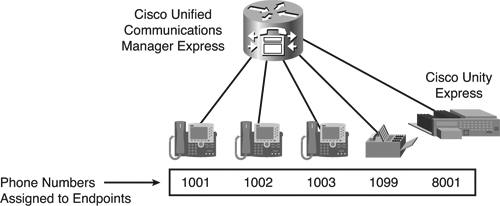 Cisco Unified
Communications
Manager Express
Cisco Unity
Express
Phone Numbers
Assigned to Endpoints
1001 1002 1003 1099 8001